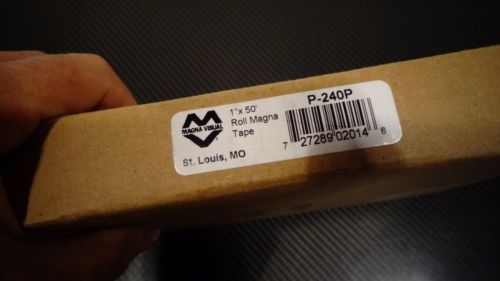 MAGNA VISUAL
1"x 50'
Roll Magna
Tape
St. Louis, MO
P-240P
7 27289 02014 6